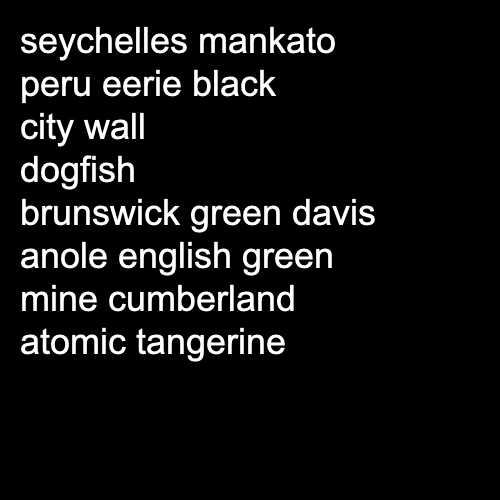 seychelles mankato
peru eerie black
city wall
dogfish
brunswick green davis
anole english green
mine cumberland
atomic tangerine